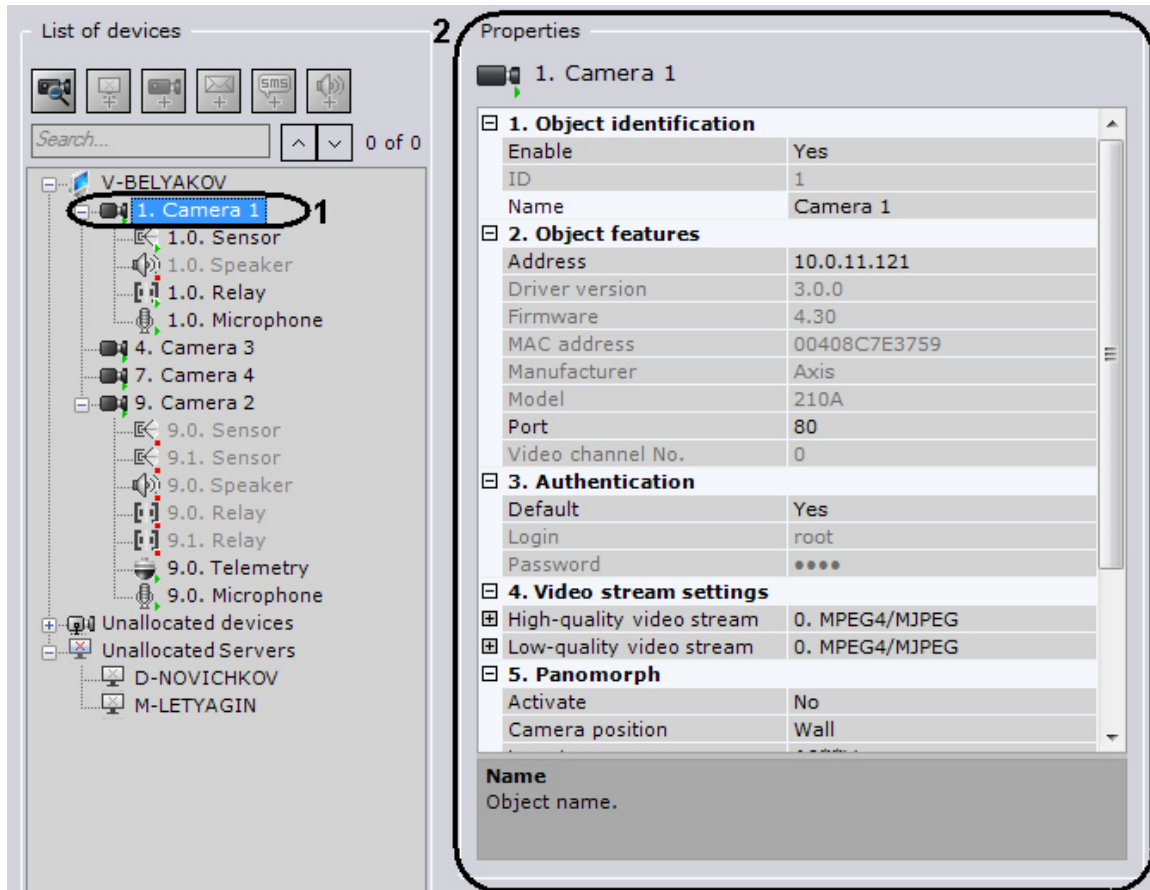 List of devices
sms
Search...
0 of 0
V-BELYAKOV
1. Camera 1
1
1.0. Sensor
1.0. Speaker
1.0. Relay
1.0. Microphone
4. Camera 3
7. Camera 4
9. Camera 2
9.0. Sensor
9.1. Sensor
9.0. Speaker
9.0. Relay
9.1. Relay
9.0. Telemetry
9.0. Microphone
Unallocated devices
Unallocated Servers
D-NOVICHKOV
M-LETYAGIN
2
Properties
1. Camera 1
1. Object identification
Enable Yes
ID 1
Name Camera 1
2. Object features
Address 10.0.11.121
Driver version 3.0.0
Firmware 4.30
MAC address 00408C7E3759
Manufacturer Axis
Model 210A
Port 80
Video channel No. 0
3. Authentication
Default Yes
Login root
Password ••••
4. Video stream settings
High-quality video stream 0. MPEG4/MJPEG
Low-quality video stream 0. MPEG4/MJPEG
5. Panomorph
Activate No
Camera position Wall
Name
Object name.